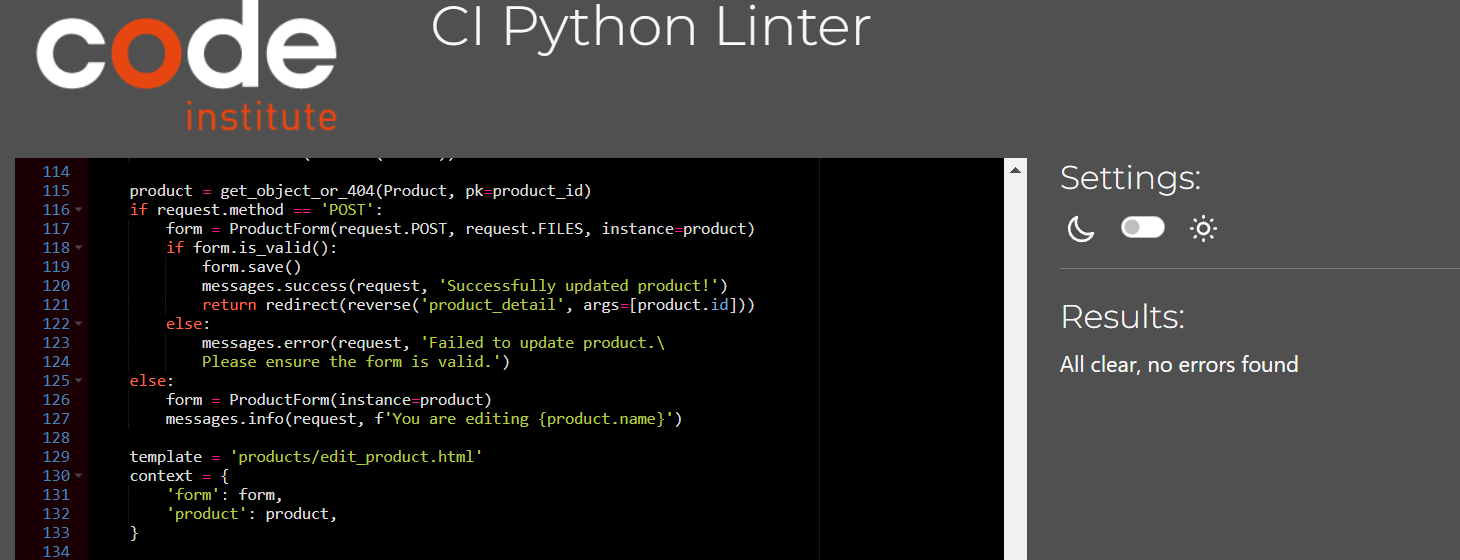 code
institute
CI Python Linter
114
115 product = get_object_or_404(Product, pk=product_id)
116 if request.method == 'POST':
117 form = ProductForm(request.POST, request.FILES, instance=product)
118 if form.is_valid():
119 form.save()
120 messages.success(request, 'Successfully updated product!')
121 return redirect(reverse('product_detail', args=[product.id]))
122 else:
123 messages.error(request, 'Failed to update product.\
124 Please ensure the form is valid.')
125 else:
126 form = ProductForm(instance=product)
127 messages.info(request, f'You are editing {product.name}')
128
129 template = 'products/edit_product.html'
130 context = {
131 'form': form,
132 'product': product,
133 }
134
Settings:
Results:
All clear, no errors found